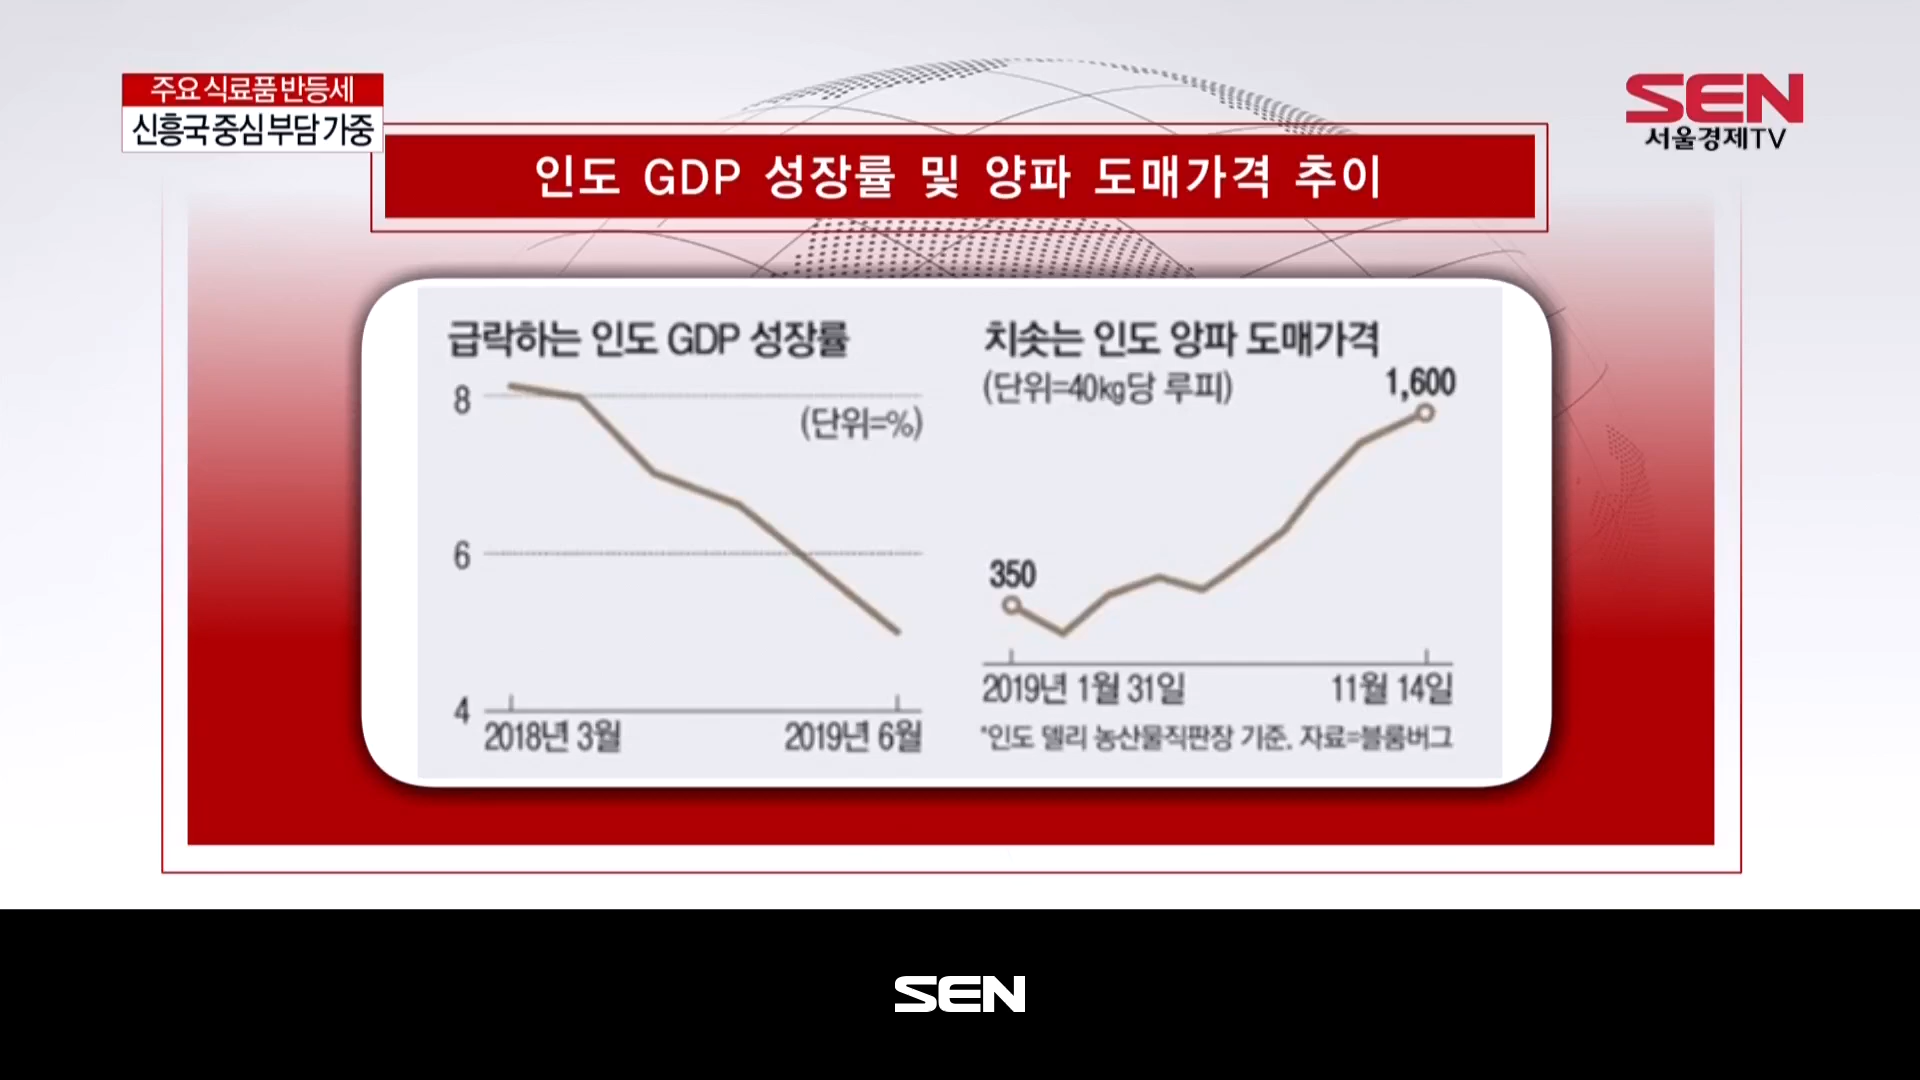 주요 식료품 반등세
신흥국 중심 부담 가중
SEN
서울경제TV
인도 GDP 성장률 및 양파 도매가격 추이
급락하는 인도 GDP 성장률
(단위=%)
8
6
4
2018년 3월
2019년 6월
치솟는 인도 양파 도매가격
(단위=40㎏당 루피)
1,600
350
2019년 1월 31일
11월 14일
*인도 델리 농산물직판장 기준. 자료=블룸버그
SEN